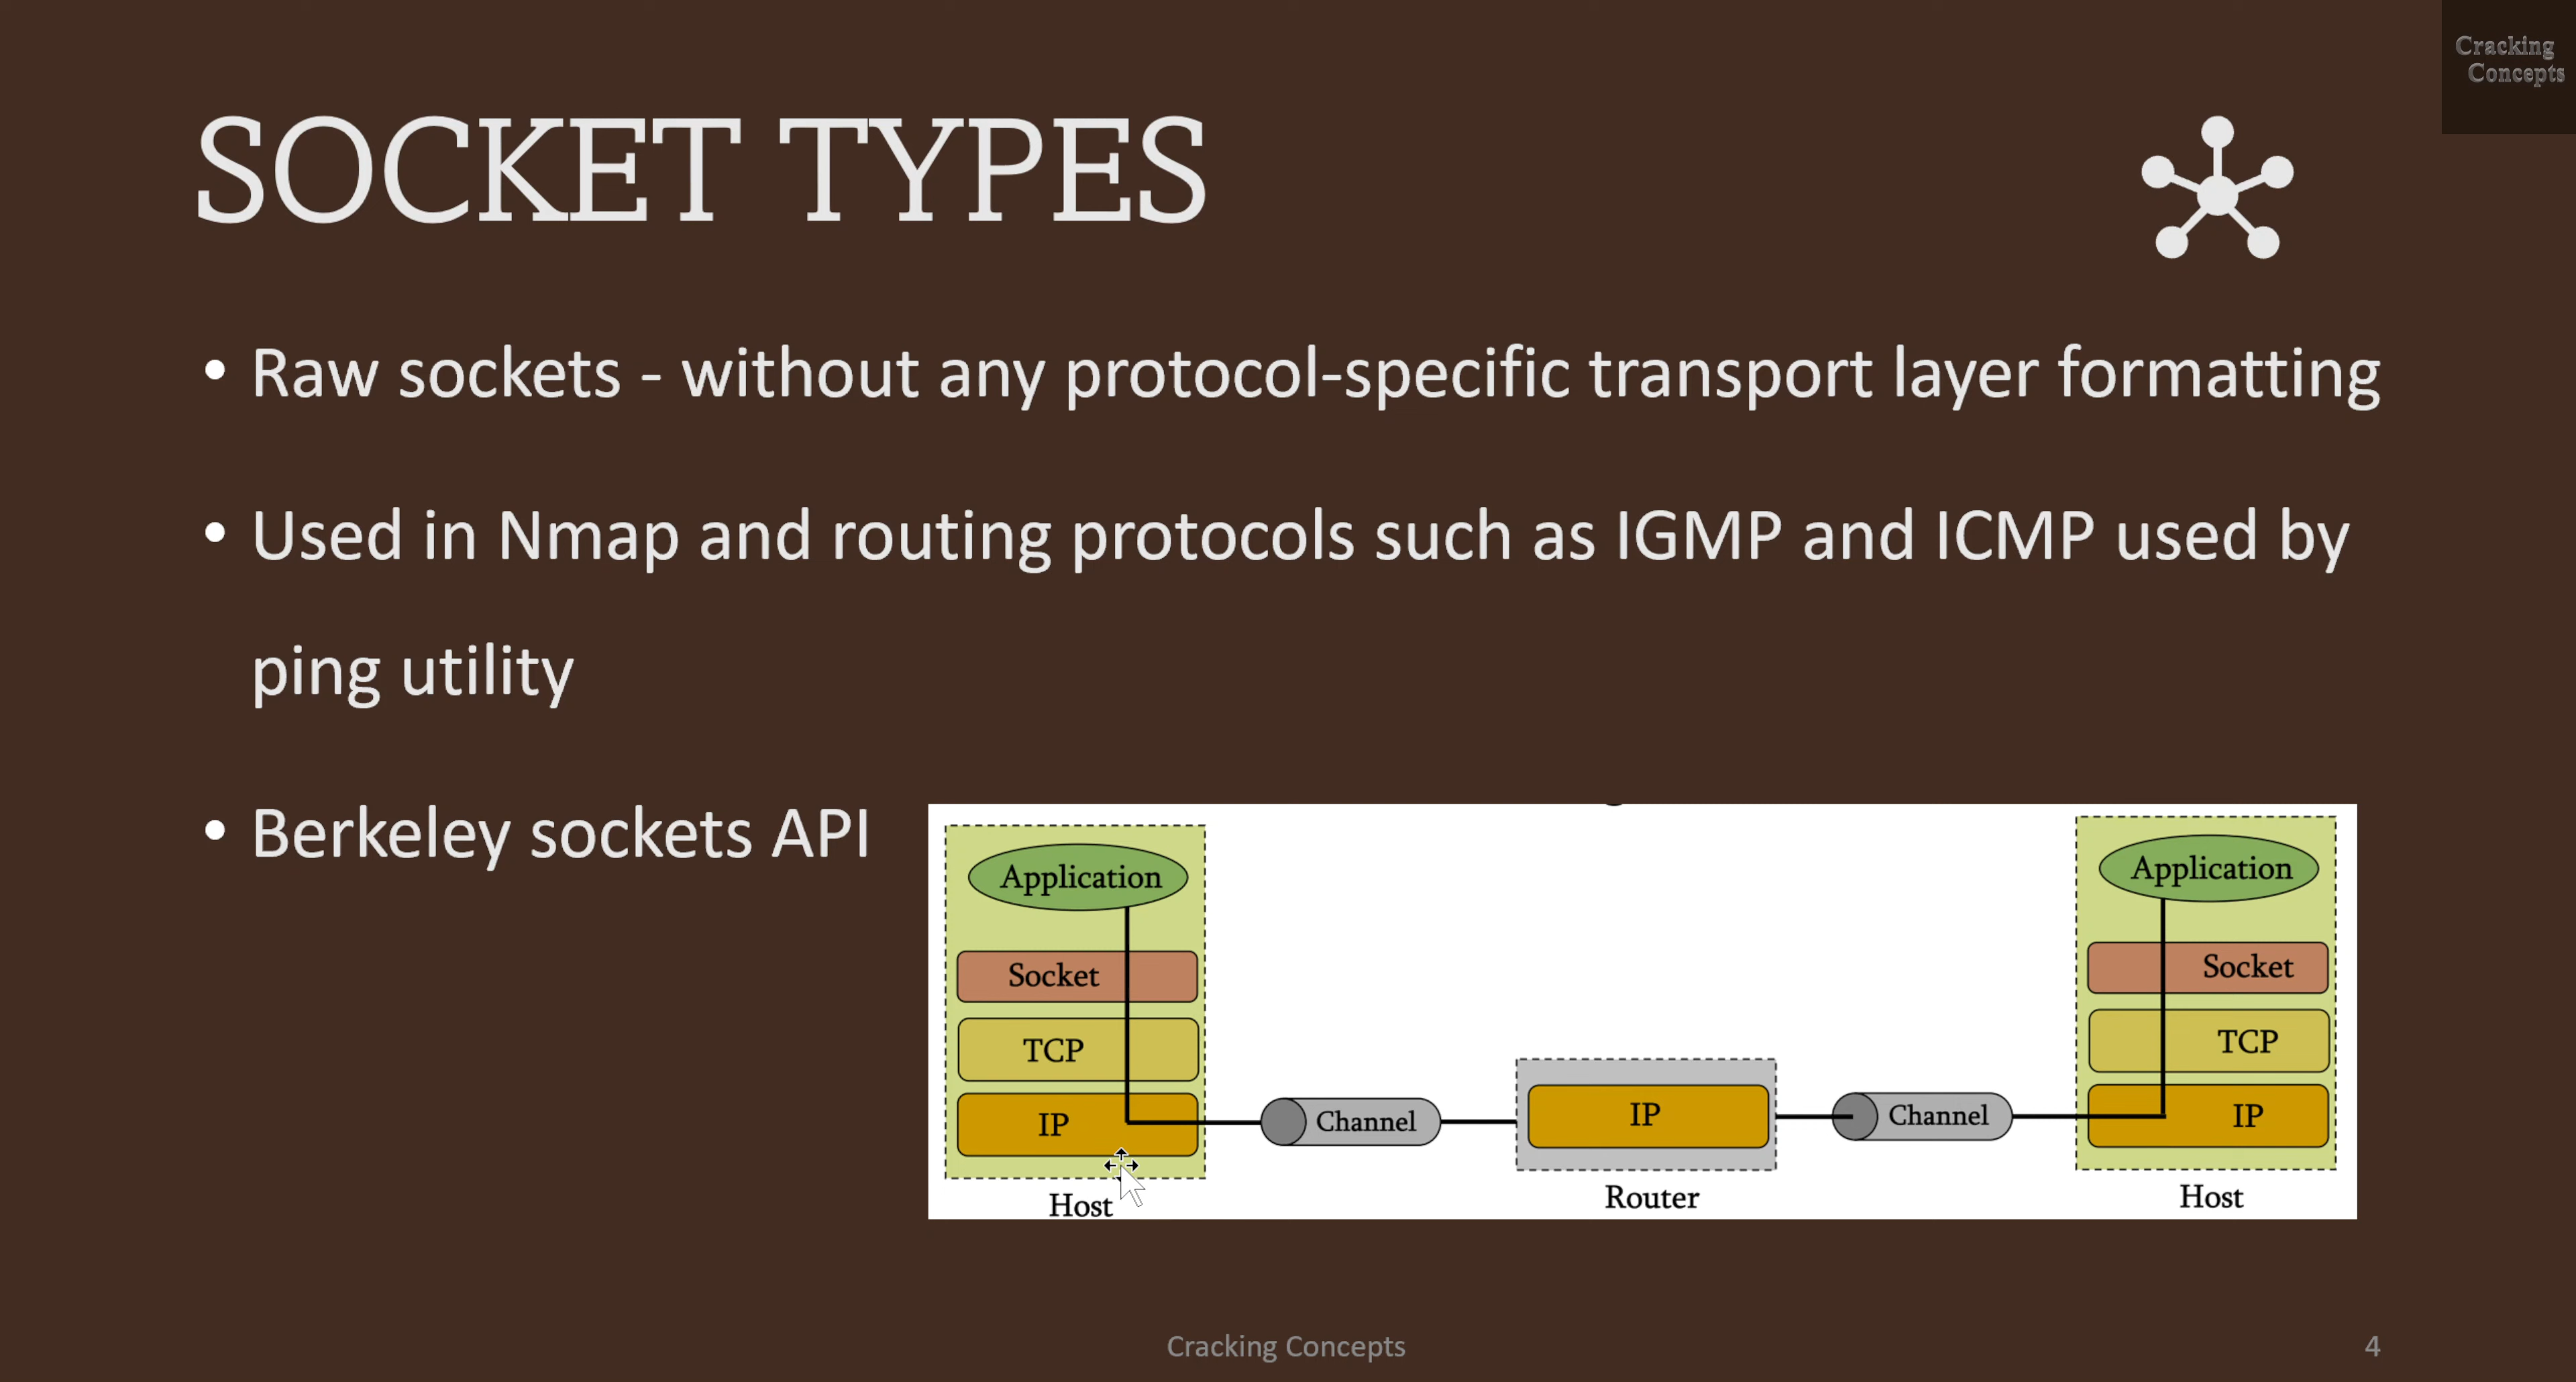 Cracking
Concepts
SOCKET TYPES
• Raw sockets - without any protocol-specific transport layer formatting
• Used in Nmap and routing protocols such as IGMP and ICMP used by
ping utility
• Berkeley sockets API
Application
Socket
TCP
IP
Host
Channel
IP
Router
Channel
Application
Socket
TCP
IP
Host
Cracking Concepts
4